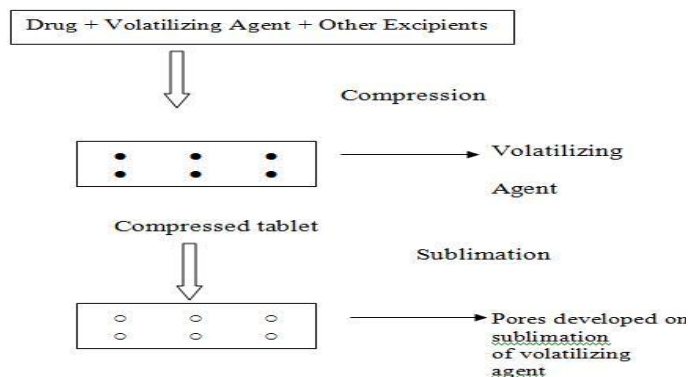 Drug + Volatilizing Agent + Other Excipients
Compression
Volatilizing
Agent
Compressed tablet
Sublimation
Pores developed on
sublimation
of volatilizing
agent